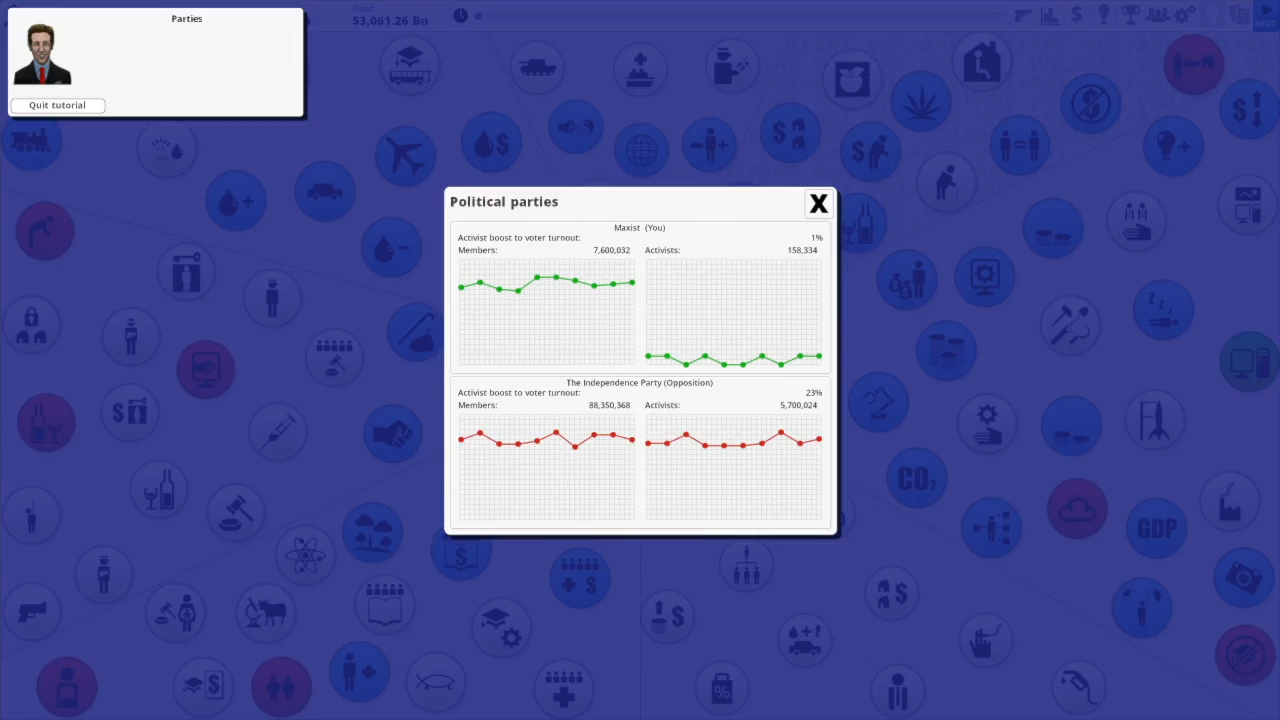 Parties
Quit tutorial
Debt:
$3,061.26 Bn
NEXT
Political parties
X
Maxist (You)
Activist boost to voter turnout: 1%
Members: 7,600,032 Activists: 158,334
The Independence Party (Opposition)
Activist boost to voter turnout: 23%
Members: 88,350,368 Activists: 5,700,024
CO₂
GDP